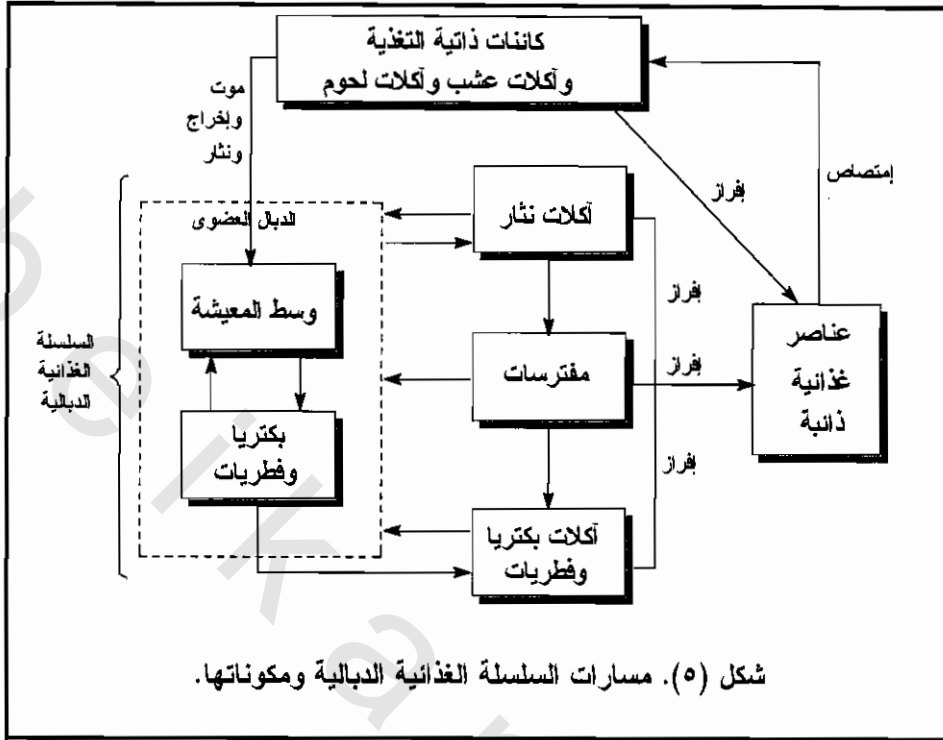 كائنات ذاتية التغذية
وآكلات عشب وآكلات لحوم
موت
وإخراج
ونثار
إفراز
إمتصاص
الدبال العضوى
وسط المعيشة
بكتريا
وفطريات
السلسلة
الغذائية
الدبالية
آكلات نثار
مفترسات
آكلات بكتريا
وفطريات
إفراز
إفراز
إفراز
عناصر
غذائية
ذائبة
شكل (٥). مسارات السلسلة الغذائية الدبالية ومكوناتها.
b e i k a